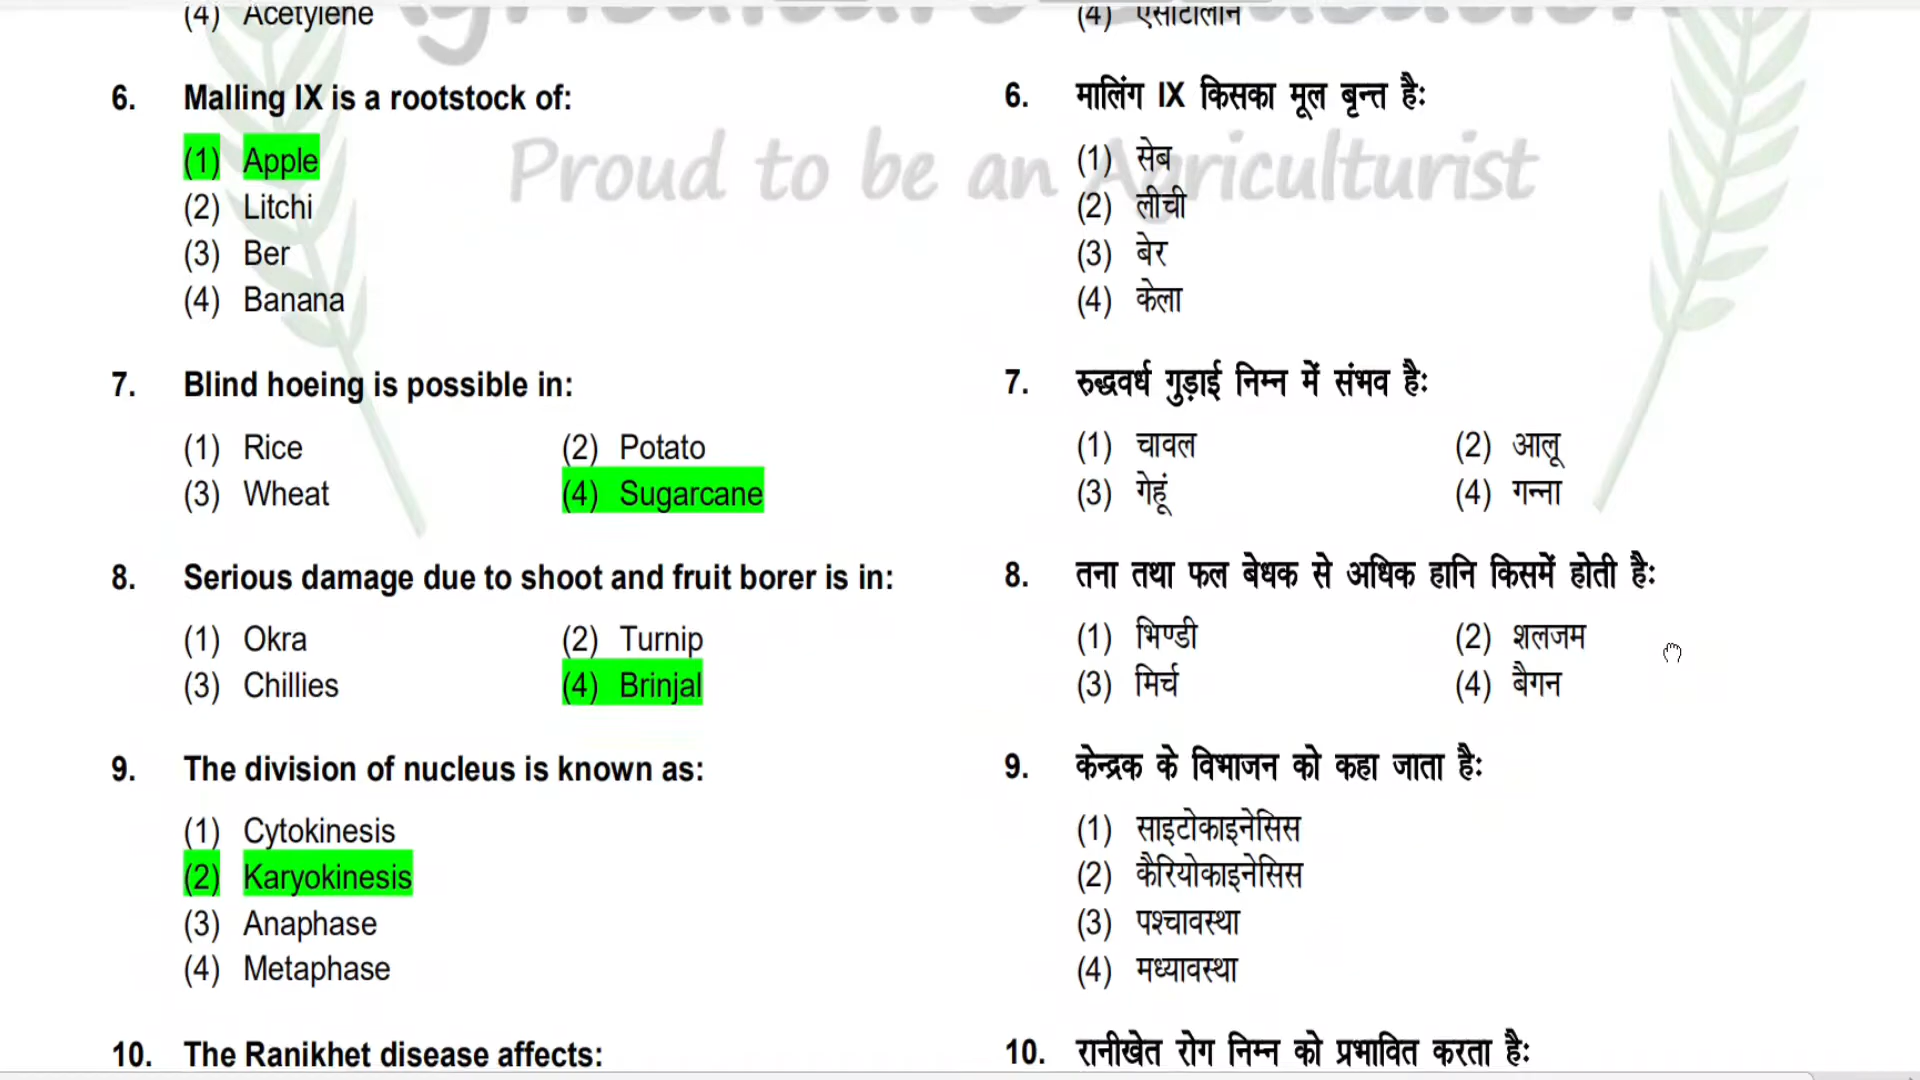 (4) Acetylene
6. Malling IX is a rootstock of:
(1) Apple
Proud to be an Agriculturist
(2) Litchi
(3) Ber
(4) Banana
7. Blind hoeing is possible in:
(1) Rice (2) Potato
(3) Wheat (4) Sugarcane
8. Serious damage due to shoot and fruit borer is in:
(1) Okra (2) Turnip
(3) Chillies (4) Brinjal
9. The division of nucleus is known as:
(1) Cytokinesis
(2) Karyokinesis
(3) Anaphase
(4) Metaphase
10. The Ranikhet disease affects:
(4) एसीटिलीन
6. मालिंग IX किसका मूल बृन्त है:
(1) सेब
(2) लीची
(3) बेर
(4) केला
7. रुद्धवर्ध गुड़ाई निम्न में संभव है:
(1) चावल (2) आलू
(3) गेहूं (4) गन्ना
8. तना तथा फल बेधक से अधिक हानि किसमें होती है:
(1) भिण्डी (2) शलजम
(3) मिर्च (4) बैगन
9. केन्द्रक के विभाजन को कहा जाता है:
(1) साइटोकाइनेसिस
(2) कैरियोकाइनेसिस
(3) पश्चावस्था
(4) मध्यावस्था
10. रानीखेत रोग निम्न को प्रभावित करता है: